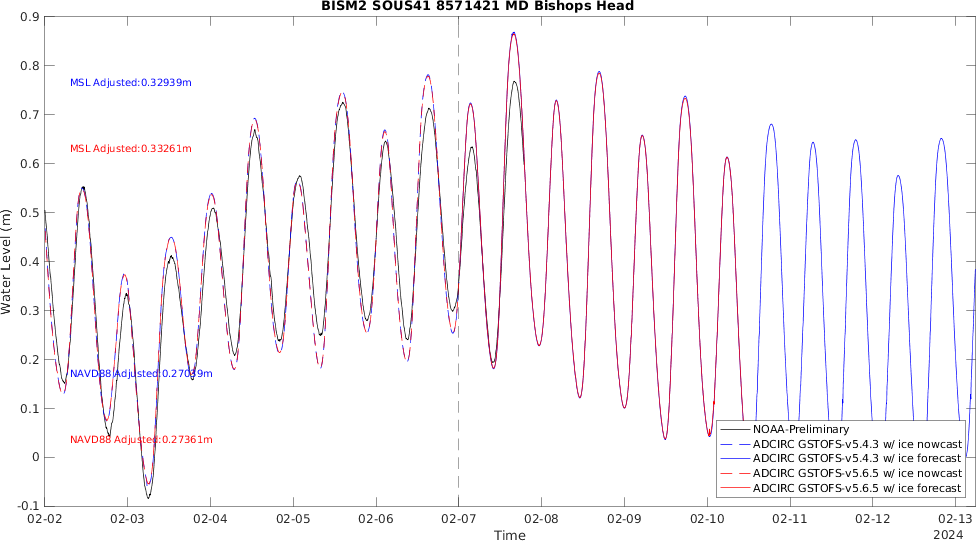 BISM2 SOUS41 8571421 MD Bishops Head
0.9
0.8
0.7
0.6
0.5
0.4
0.3
0.2
0.1
0
-0.1
Water Level (m)
MSL Adjusted:0.32939m
MSL Adjusted:0.33261m
NAVD88 Adjusted:0.27039m
NAVD88 Adjusted:0.27361m
NOAA-Preliminary
ADCIRC GSTOFS-v5.4.3 w/ ice nowcast
ADCIRC GSTOFS-v5.4.3 w/ ice forecast
ADCIRC GSTOFS-v5.6.5 w/ ice nowcast
ADCIRC GSTOFS-v5.6.5 w/ ice forecast
02-02 02-03 02-04 02-05 02-06 02-07 02-08 02-09 02-10 02-11 02-12 02-13
Time 2024